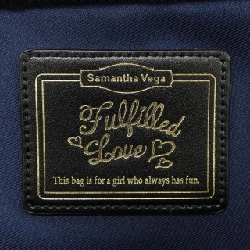 Samantha Vega
Fulfilled
Love
This bag is for a girl who always has fun.